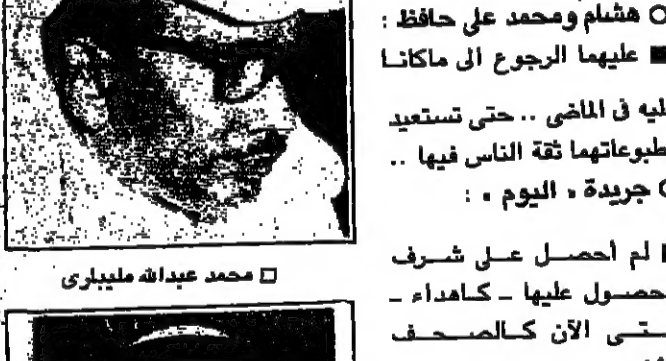 ○ هشام ومحمد على حافظ :
■ عليهما الرجوع الى ماكانا
عليه فى الماضى .. حتى تستعيد
مطبوعاتهما ثقة الناس فيها ..
○ جريدة « اليوم » :
■ لم أحصل على شرف
الحصول عليها ـ كاهداء ـ
حتى الآن كالصحف
□ محمد عبدالله مليبارى